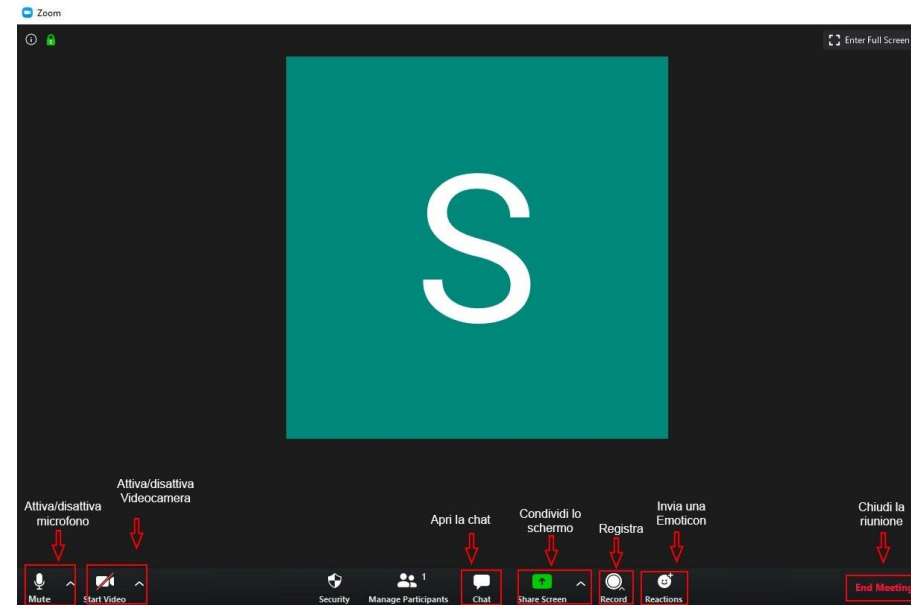 Zoom
Enter Full Screen
S
Attiva/disattiva
microfono
Attiva/disattiva
Videocamera
Apri la chat
Condividi lo
schermo
Registra
Invia una
Emoticon
Chiudi la
riunione
Mute
Start Video
Security
Manage Participants
1
Chat
Share Screen
Record
Reactions
End Meeting